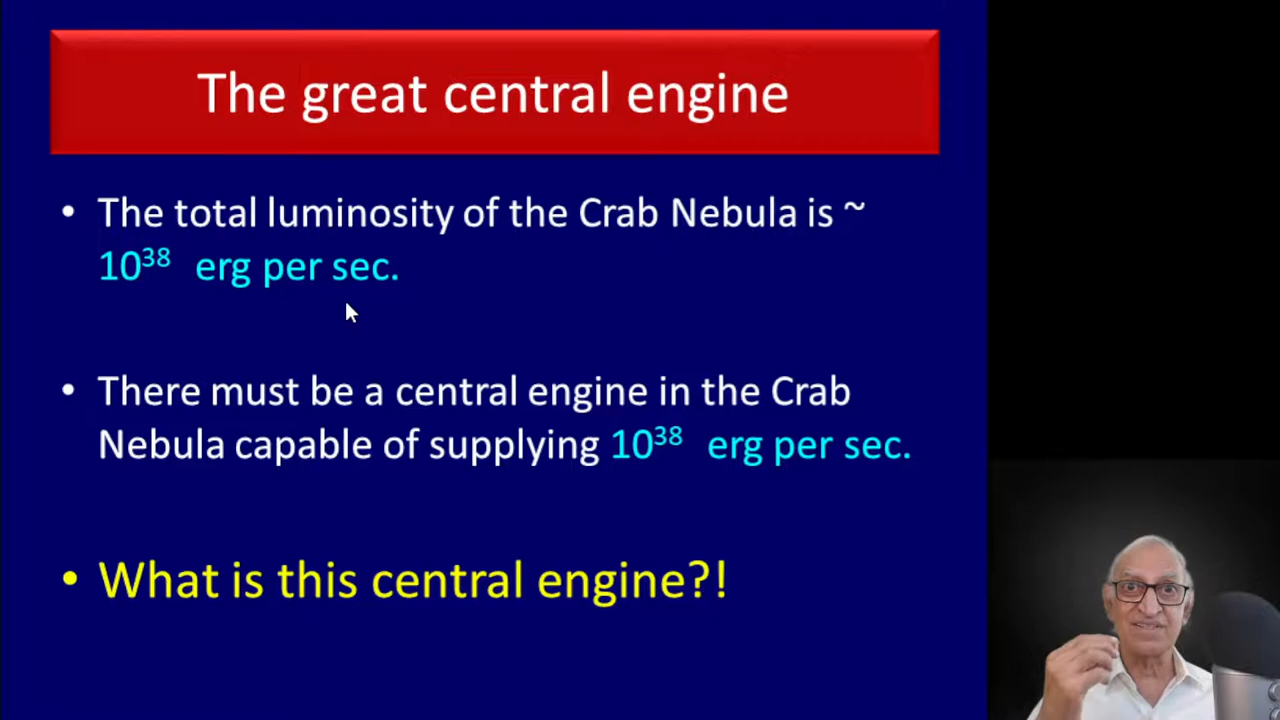 The great central engine
• The total luminosity of the Crab Nebula is ~
10³⁸ erg per sec.
• There must be a central engine in the Crab
Nebula capable of supplying 10³⁸ erg per sec.
• What is this central engine?!